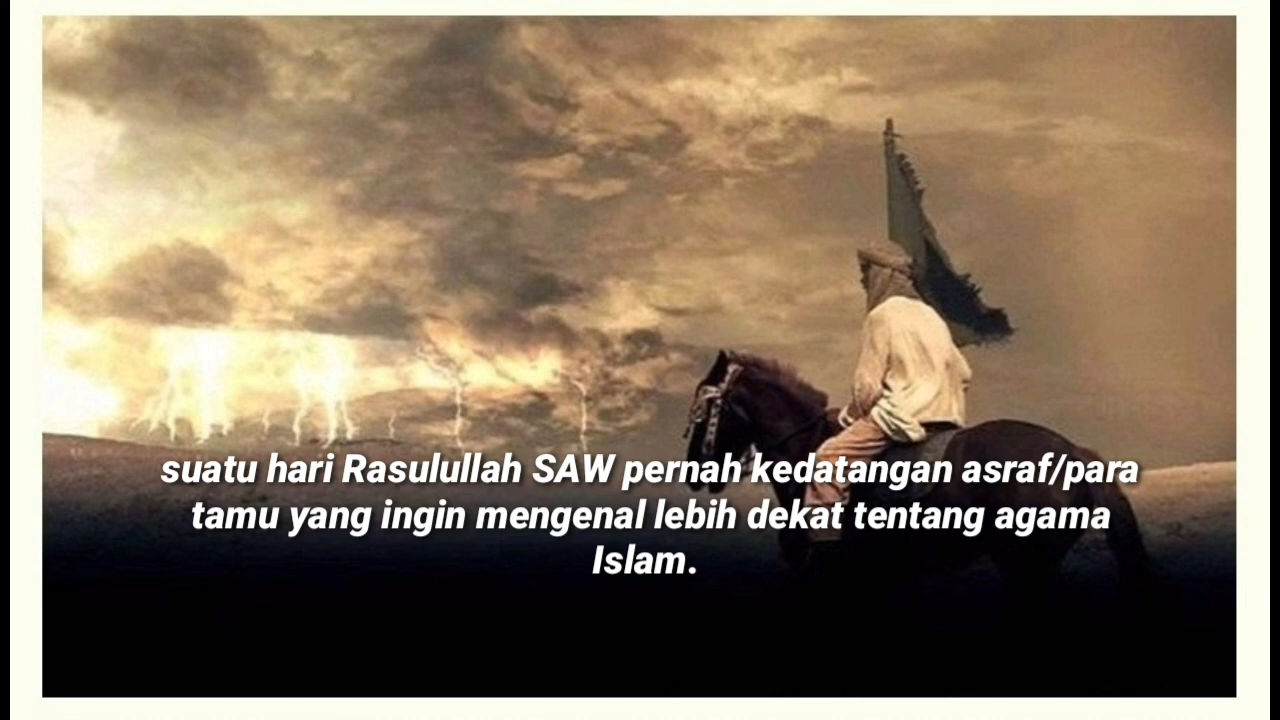 suatu hari Rasulullah SAW pernah kedatangan asraf/para
tamu yang ingin mengenal lebih dekat tentang agama
Islam.